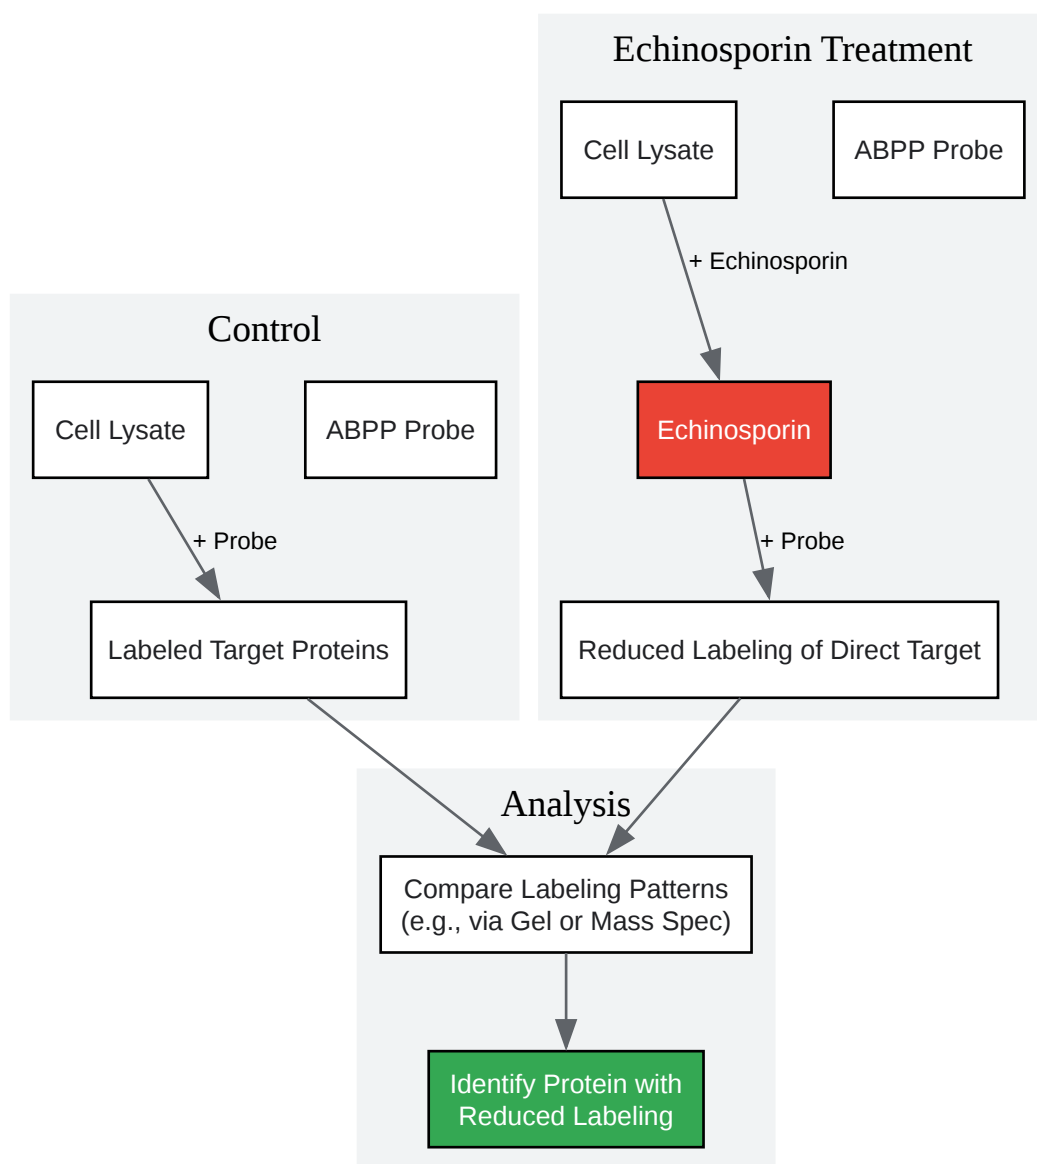 Echinosporin Treatment
Cell Lysate
ABPP Probe
+ Echinosporin
Echinosporin
+ Probe
Reduced Labeling of Direct Target
Control
Cell Lysate
ABPP Probe
+ Probe
Labeled Target Proteins
Analysis
Compare Labeling Patterns
(e.g., via Gel or Mass Spec)
Identify Protein with
Reduced Labeling